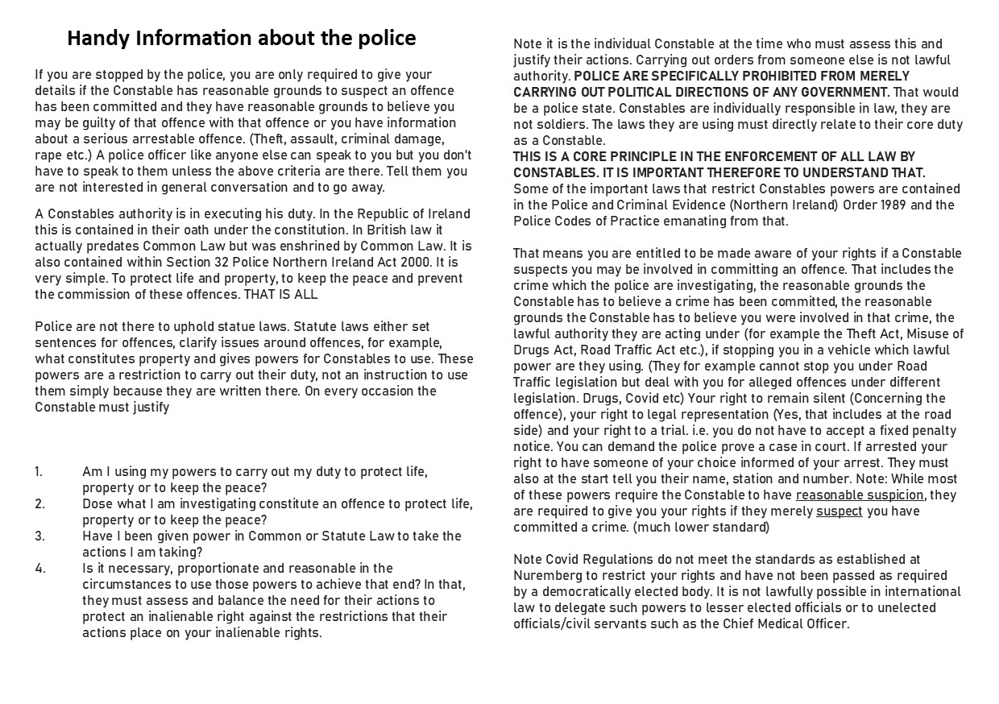 Handy Information about the police
If you are stopped by the police, you are only required to give your
details if the Constable has reasonable grounds to suspect an offence
has been committed and they have reasonable grounds to believe you
may be guilty of that offence with that offence or you have information
about a serious arrestable offence. (Theft, assault, criminal damage,
rape etc.) A police officer like anyone else can speak to you but you don't
have to speak to them unless the above criteria are there. Tell them you
are not interested in general conversation and to go away.
A Constables authority is in executing his duty. In the Republic of Ireland
this is contained in their oath under the constitution. In British law it
actually predates Common Law but was enshrined by Common Law. It is
also contained within Section 32 Police Northern Ireland Act 2000. It is
very simple. To protect life and property, to keep the peace and prevent
the commission of these offences. THAT IS ALL
Police are not there to uphold statue laws. Statute laws either set
sentences for offences, clarify issues around offences, for example,
what constitutes property and gives powers for Constables to use. These
powers are a restriction to carry out their duty, not an instruction to use
them simply because they are written there. On every occasion the
Constable must justify
1. Am I using my powers to carry out my duty to protect life,
property or to keep the peace?
2. Dose what I am investigating constitute an offence to protect life,
property or to keep the peace?
3. Have I been given power in Common or Statute Law to take the
actions I am taking?
4. Is it necessary, proportionate and reasonable in the
circumstances to use those powers to achieve that end? In that,
they must assess and balance the need for their actions to
protect an inalienable right against the restrictions that their
actions place on your inalienable rights.
Note it is the individual Constable at the time who must assess this and
justify their actions. Carrying out orders from someone else is not lawful
authority. POLICE ARE SPECIFICALLY PROHIBITED FROM MERELY
CARRYING OUT POLITICAL DIRECTIONS OF ANY GOVERNMENT. That would
be a police state. Constables are individually responsible in law, they are
not soldiers. The laws they are using must directly relate to their core duty
as a Constable.
THIS IS A CORE PRINCIPLE IN THE ENFORCEMENT OF ALL LAW BY
CONSTABLES. IT IS IMPORTANT THEREFORE TO UNDERSTAND THAT.
Some of the important laws that restrict Constables powers are contained
in the Police and Criminal Evidence (Northern Ireland) Order 1989 and the
Police Codes of Practice emanating from that.
That means you are entitled to be made aware of your rights if a Constable
suspects you may be involved in committing an offence. That includes the
crime which the police are investigating, the reasonable grounds the
Constable has to believe a crime has been committed, the reasonable
grounds the Constable has to believe you were involved in that crime, the
lawful authority they are acting under (for example the Theft Act, Misuse of
Drugs Act, Road Traffic Act etc.), if stopping you in a vehicle which lawful
power are they using. (They for example cannot stop you under Road
Traffic legislation but deal with you for alleged offences under different
legislation. Drugs, Covid etc) Your right to remain silent (Concerning the
offence), your right to legal representation (Yes, that includes at the road
side) and your right to a trial. i.e. you do not have to accept a fixed penalty
notice. You can demand the police prove a case in court. If arrested your
right to have someone of your choice informed of your arrest. They must
also at the start tell you their name, station and number. Note: While most
of these powers require the Constable to have reasonable suspicion, they
are required to give you your rights if they merely suspect you have
committed a crime. (much lower standard)
Note Covid Regulations do not meet the standards as established at
Nuremberg to restrict your rights and have not been passed as required
by a democratically elected body. It is not lawfully possible in international
law to delegate such powers to lesser elected officials or to unelected
officials/civil servants such as the Chief Medical Officer.